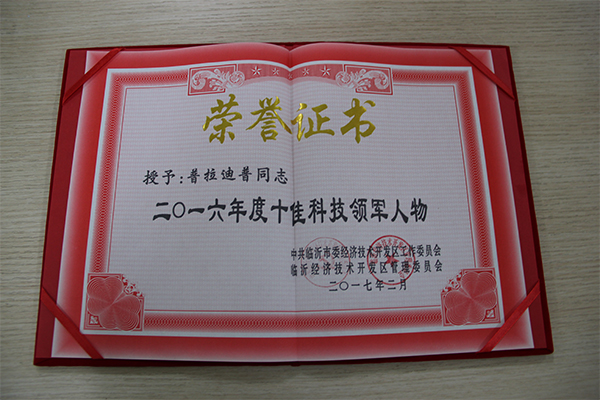 荣誉证书
授予：普拉迪普同志
二〇一六年度十佳科技领军人物
中共临沂市委经济技术开发区工作委员会
临沂经济技术开发区管理委员会
二〇一七年二月